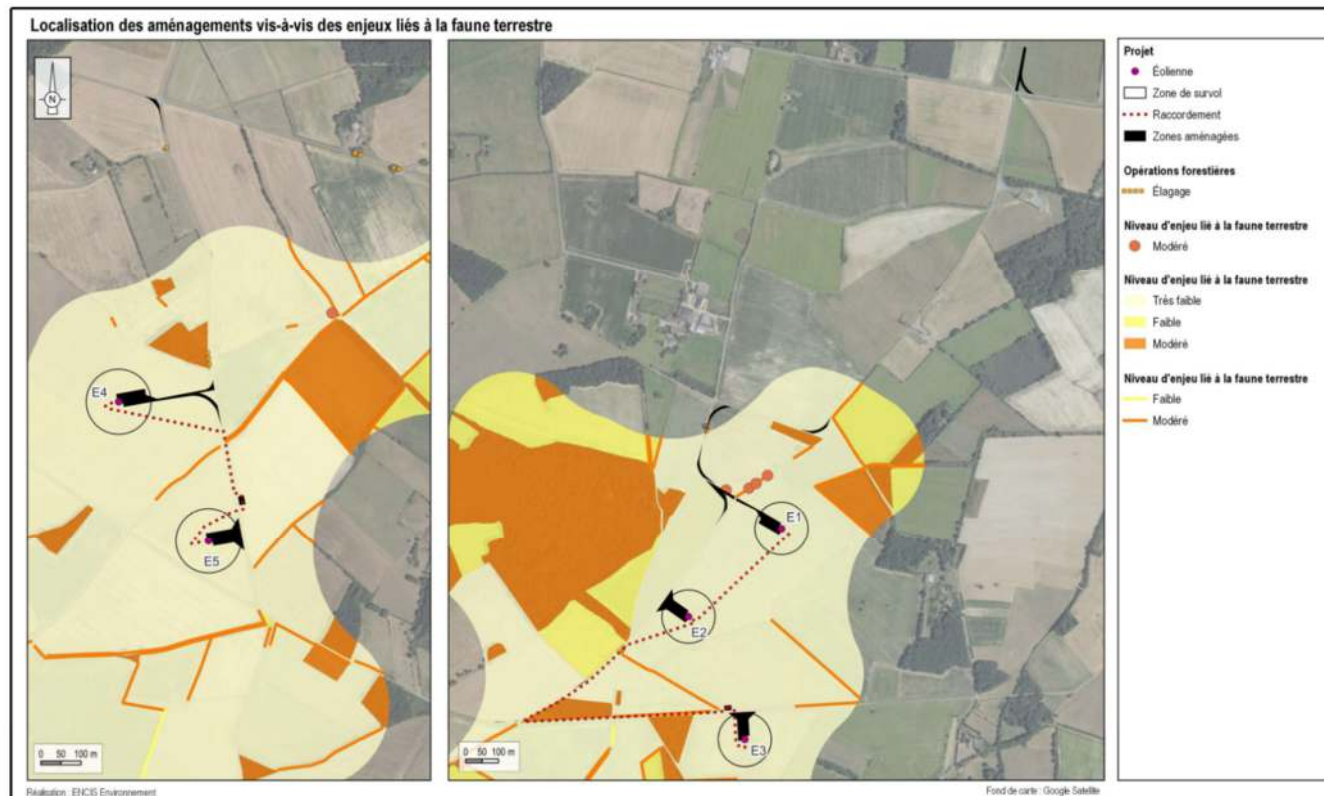 Localisation des aménagements vis-à-vis des enjeux liés à la faune terrestre
N
E4
E5
0 50 100 m
E1
E2
E3
0 50 100 m
Projet
Éolienne
Zone de survol
Raccordement
Zones aménagées
Opérations forestières
Élagage
Niveau d'enjeu lié à la faune terrestre
Modéré
Niveau d'enjeu lié à la faune terrestre
Très faible
Faible
Modéré
Niveau d'enjeu lié à la faune terrestre
Faible
Modéré
Réalisation : ENCIS Environnement
Fond de carte : Google Satellite